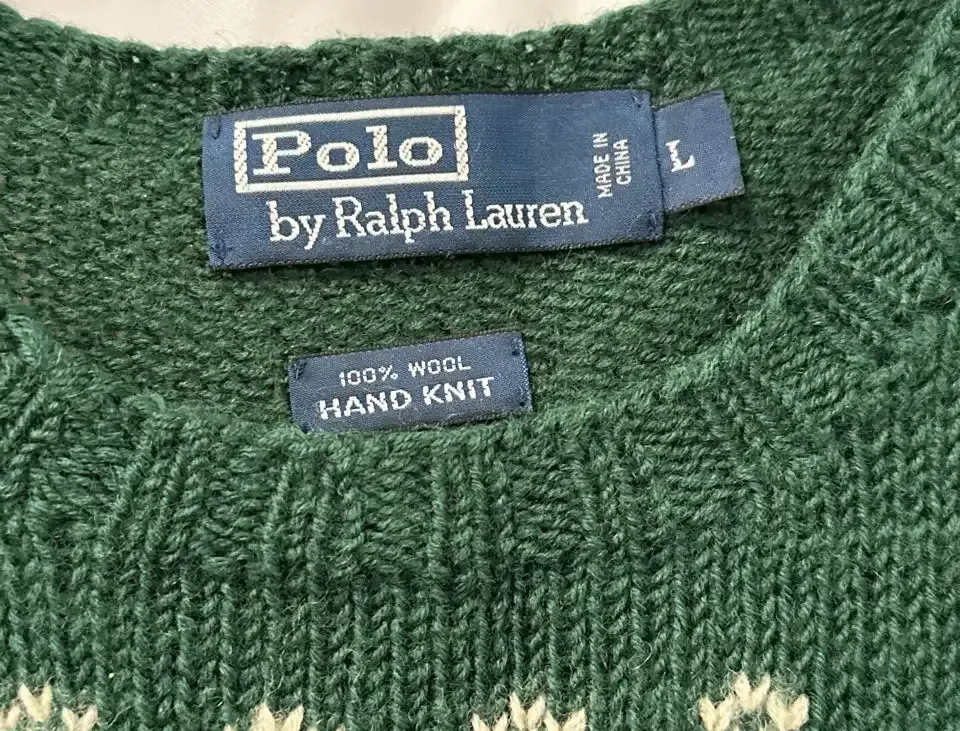 Polo
by Ralph Lauren
MADE IN
CHINA
L
100% WOOL
HAND KNIT